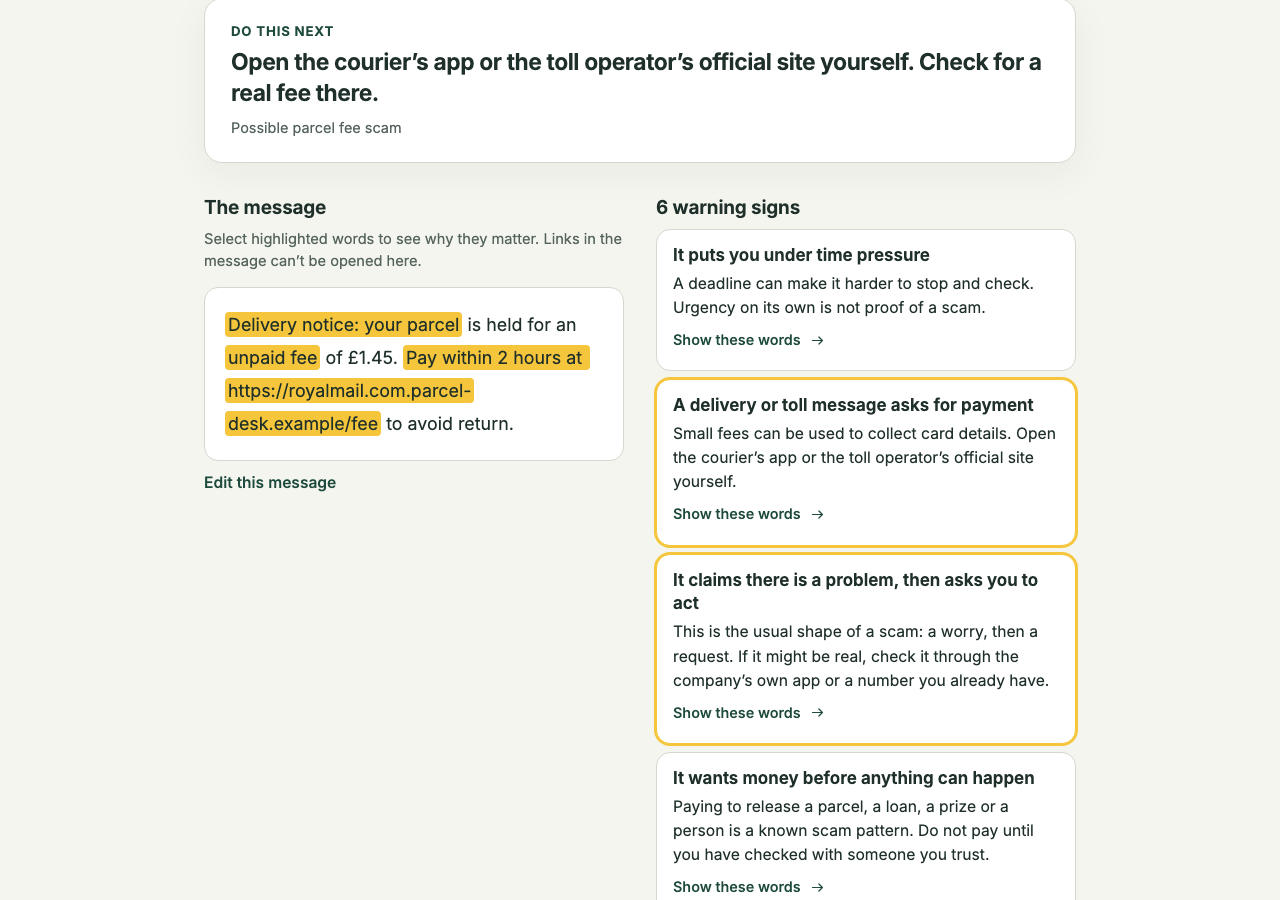 DO THIS NEXT
Open the courier’s app or the toll operator’s official site yourself. Check for a
real fee there.
Possible parcel fee scam
The message
Select highlighted words to see why they matter. Links in the
message can’t be opened here.
Delivery notice: your parcel is held for an
unpaid fee of £1.45. Pay within 2 hours at
https://royalmail.com.parcel-
desk.example/fee to avoid return.
Edit this message
6 warning signs
It puts you under time pressure
A deadline can make it harder to stop and check.
Urgency on its own is not proof of a scam.
Show these words →
A delivery or toll message asks for payment
Small fees can be used to collect card details. Open
the courier’s app or the toll operator’s official site
yourself.
Show these words →
It claims there is a problem, then asks you to
act
This is the usual shape of a scam: a worry, then a
request. If it might be real, check it through the
company’s own app or a number you already have.
Show these words →
It wants money before anything can happen
Paying to release a parcel, a loan, a prize or a
person is a known scam pattern. Do not pay until
you have checked with someone you trust.
Show these words →